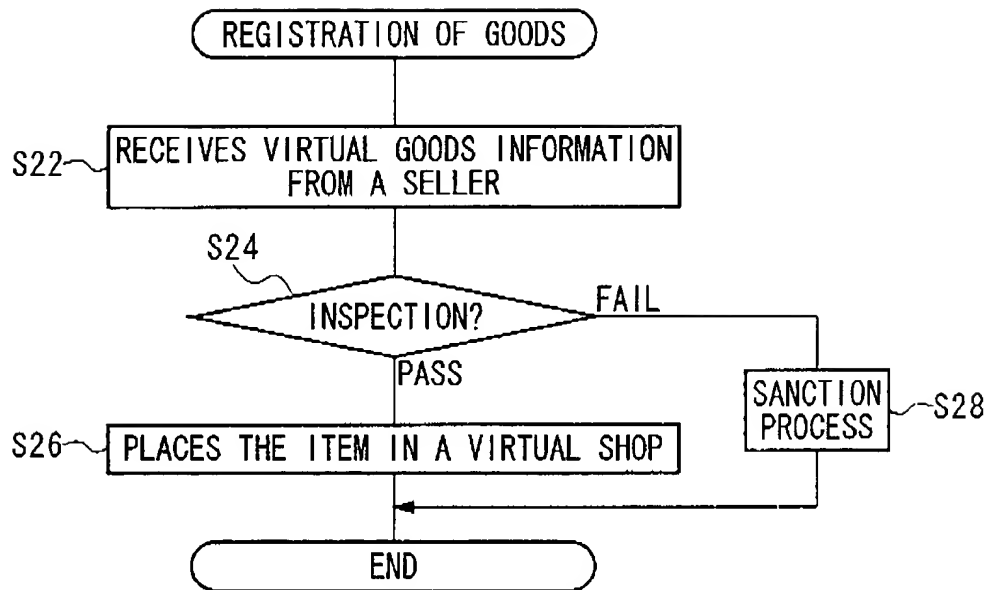 REGISTRATION OF GOODS
S22
RECEIVES VIRTUAL GOODS INFORMATION
FROM A SELLER
S24
INSPECTION?
FAIL
PASS
SANCTION
PROCESS
S28
S26
PLACES THE ITEM IN A VIRTUAL SHOP
END